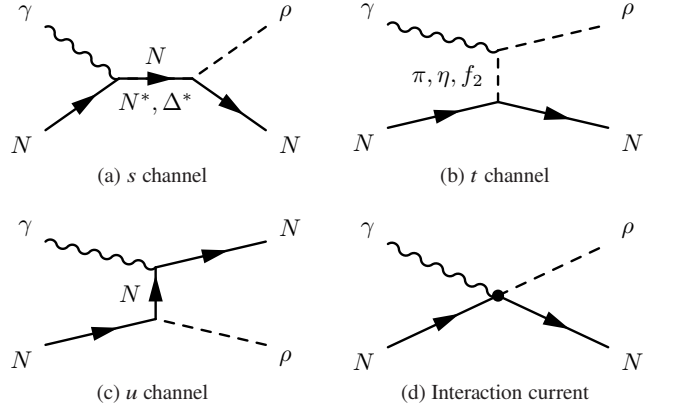 γ ρ
N
N*, Δ*
N N
(a) s channel
γ ρ
π, η, f₂
N N
(b) t channel
γ N
N
N ρ
(c) u channel
γ ρ
N N
(d) Interaction current